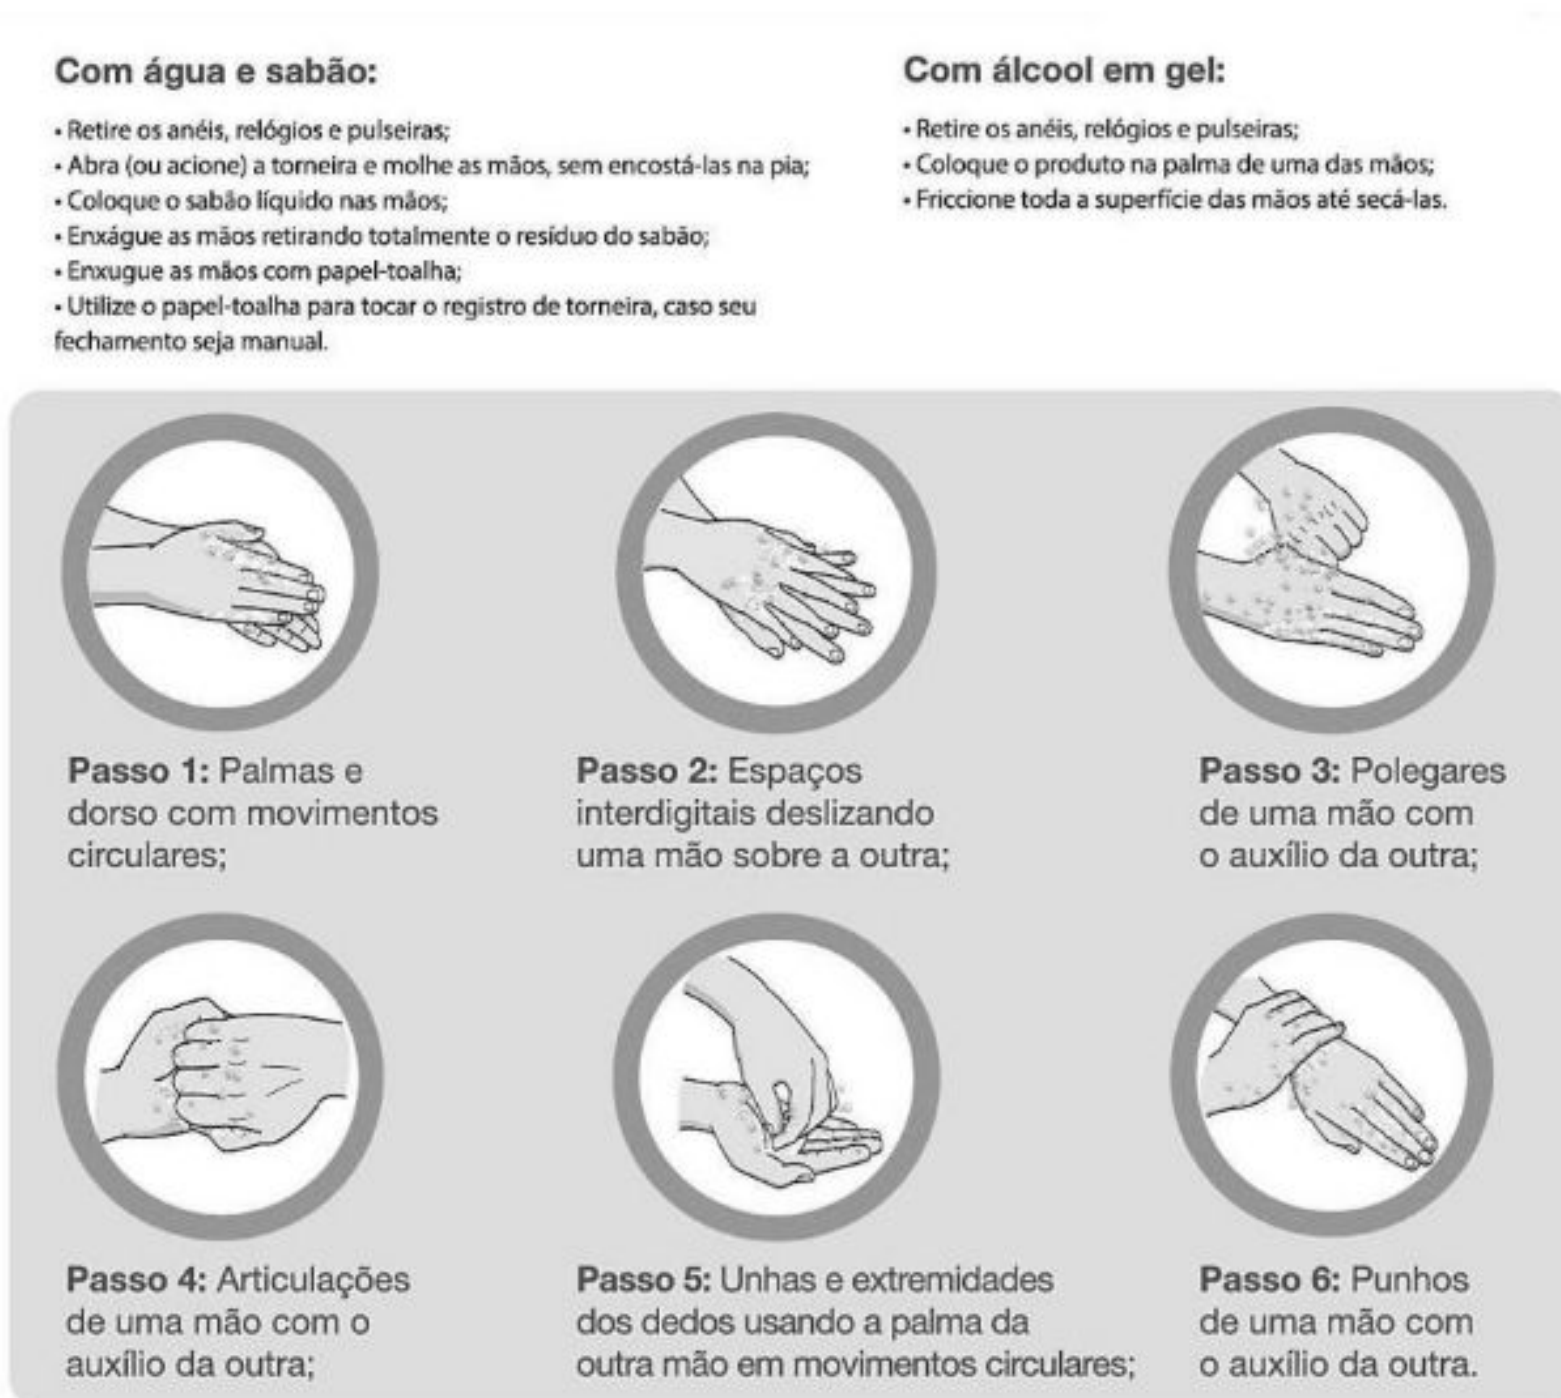 Com água e sabão:
• Retire os anéis, relógios e pulseiras;
• Abra (ou acione) a torneira e molhe as mãos, sem encostá-las na pia;
• Coloque o sabão líquido nas mãos;
• Enxágue as mãos retirando totalmente o resíduo do sabão;
• Enxugue as mãos com papel-toalha;
• Utilize o papel-toalha para tocar o registro de torneira, caso seu
fechamento seja manual.
Com álcool em gel:
• Retire os anéis, relógios e pulseiras;
• Coloque o produto na palma de uma das mãos;
• Friccione toda a superfície das mãos até secá-las.
Passo 1: Palmas e
dorso com movimentos
circulares;
Passo 2: Espaços
interdigitais deslizando
uma mão sobre a outra;
Passo 3: Polegares
de uma mão com
o auxílio da outra;
Passo 4: Articulações
de uma mão com o
auxílio da outra;
Passo 5: Unhas e extremidades
dos dedos usando a palma da
outra mão em movimentos circulares;
Passo 6: Punhos
de uma mão com
o auxílio da outra.